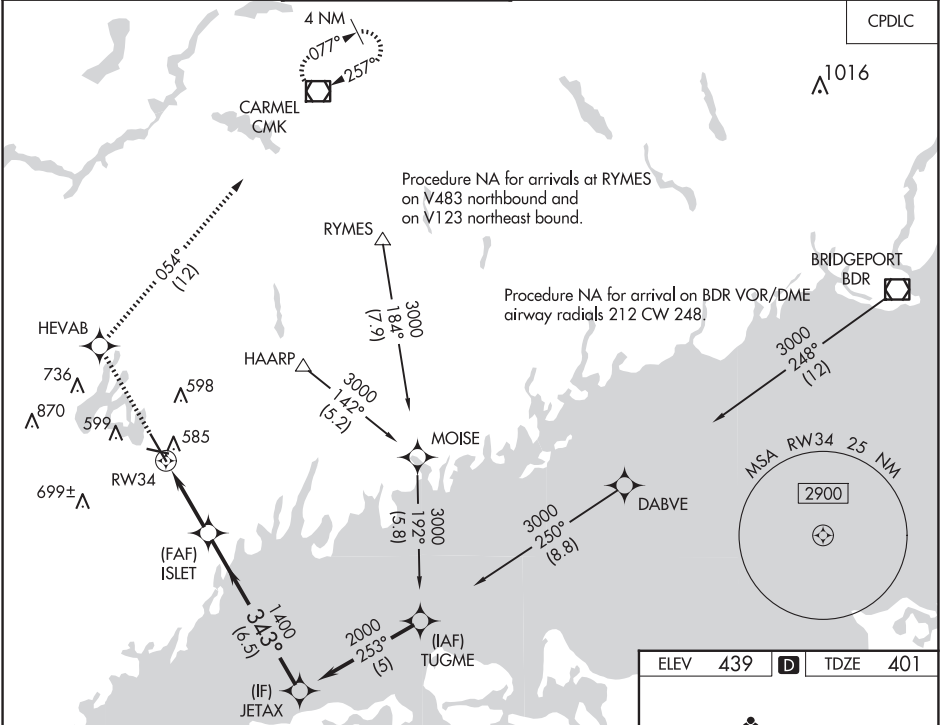 CPDLC
4 NM
077°
257°
CARMEL
CMK
1016
Procedure NA for arrivals at RYMES
on V483 northbound and
on V123 northeast bound.
RYMES
054°
(12)
BRIDGEPORT
BDR
Procedure NA for arrival on BDR VOR/DME
airway radials 212 CW 248.
3000
184°
(7.9)
3000
248°
(12)
HEVAB
HAARP
3000
142°
(5.2)
736
598
870
599
585
MOISE
RW34
699±
MSA RW34 25 NM
2900
DABVE
3000
192°
(5.8)
3000
250°
(8.8)
(FAF)
ISLET
1400
343°
(6.5)
2000
253°
(5)
(IAF)
TUGME
(IF)
JETAX
ELEV 439 D TDZE 401